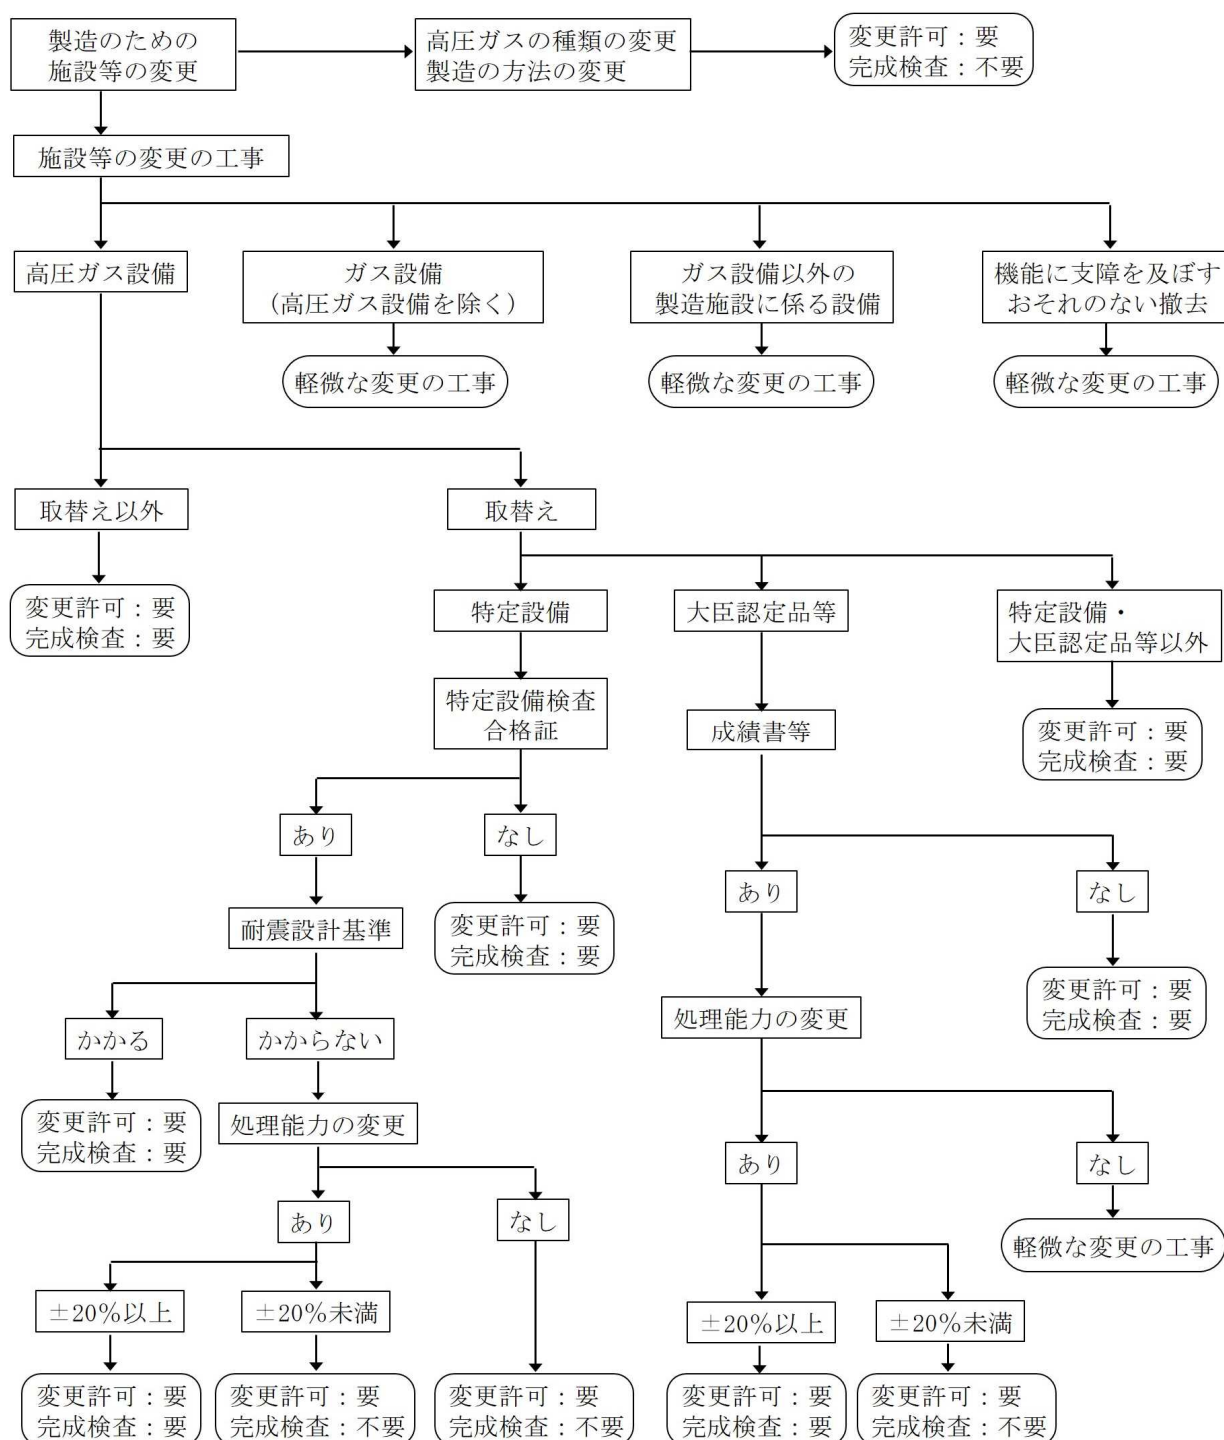 製造のための
施設等の変更
高圧ガスの種類の変更
製造の方法の変更
変更許可：要
完成検査：不要
施設等の変更の工事
高圧ガス設備
ガス設備
（高圧ガス設備を除く）
ガス設備以外の
製造施設に係る設備
機能に支障を及ぼす
おそれのない撤去
軽微な変更の工事
軽微な変更の工事
軽微な変更の工事
取替え以外
取替え
変更許可：要
完成検査：要
特定設備
大臣認定品等
特定設備・
大臣認定品等以外
特定設備検査
合格証
成績書等
変更許可：要
完成検査：要
あり
なし
あり
なし
耐震設計基準
変更許可：要
完成検査：要
変更許可：要
完成検査：要
かかる
かからない
処理能力の変更
変更許可：要
完成検査：要
処理能力の変更
あり
なし
あり
なし
軽微な変更の工事
±20％以上
±20％未満
±20％以上
±20％未満
変更許可：要
完成検査：要
変更許可：要
完成検査：不要
変更許可：要
完成検査：不要
変更許可：要
完成検査：要
変更許可：要
完成検査：不要